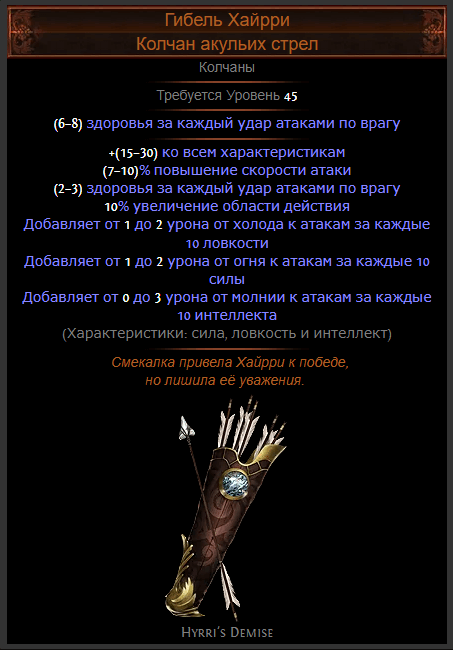 Гибель Хайрри
Колчан акульих стрел
Колчаны
Требуется Уровень 45
(6–8) здоровья за каждый удар атаками по врагу
+(15–30) ко всем характеристикам
(7–10)% повышение скорости атаки
(2–3) здоровья за каждый удар атаками по врагу
10% увеличение области действия
Добавляет от 1 до 2 урона от холода к атакам за каждые
10 ловкости
Добавляет от 1 до 2 урона от огня к атакам за каждые 10
силы
Добавляет от 0 до 3 урона от молнии к атакам за каждые
10 интеллекта
(Характеристики: сила, ловкость и интеллект)
Смекалка привела Хайрри к победе,
но лишила её уважения.
Hyrri's Demise